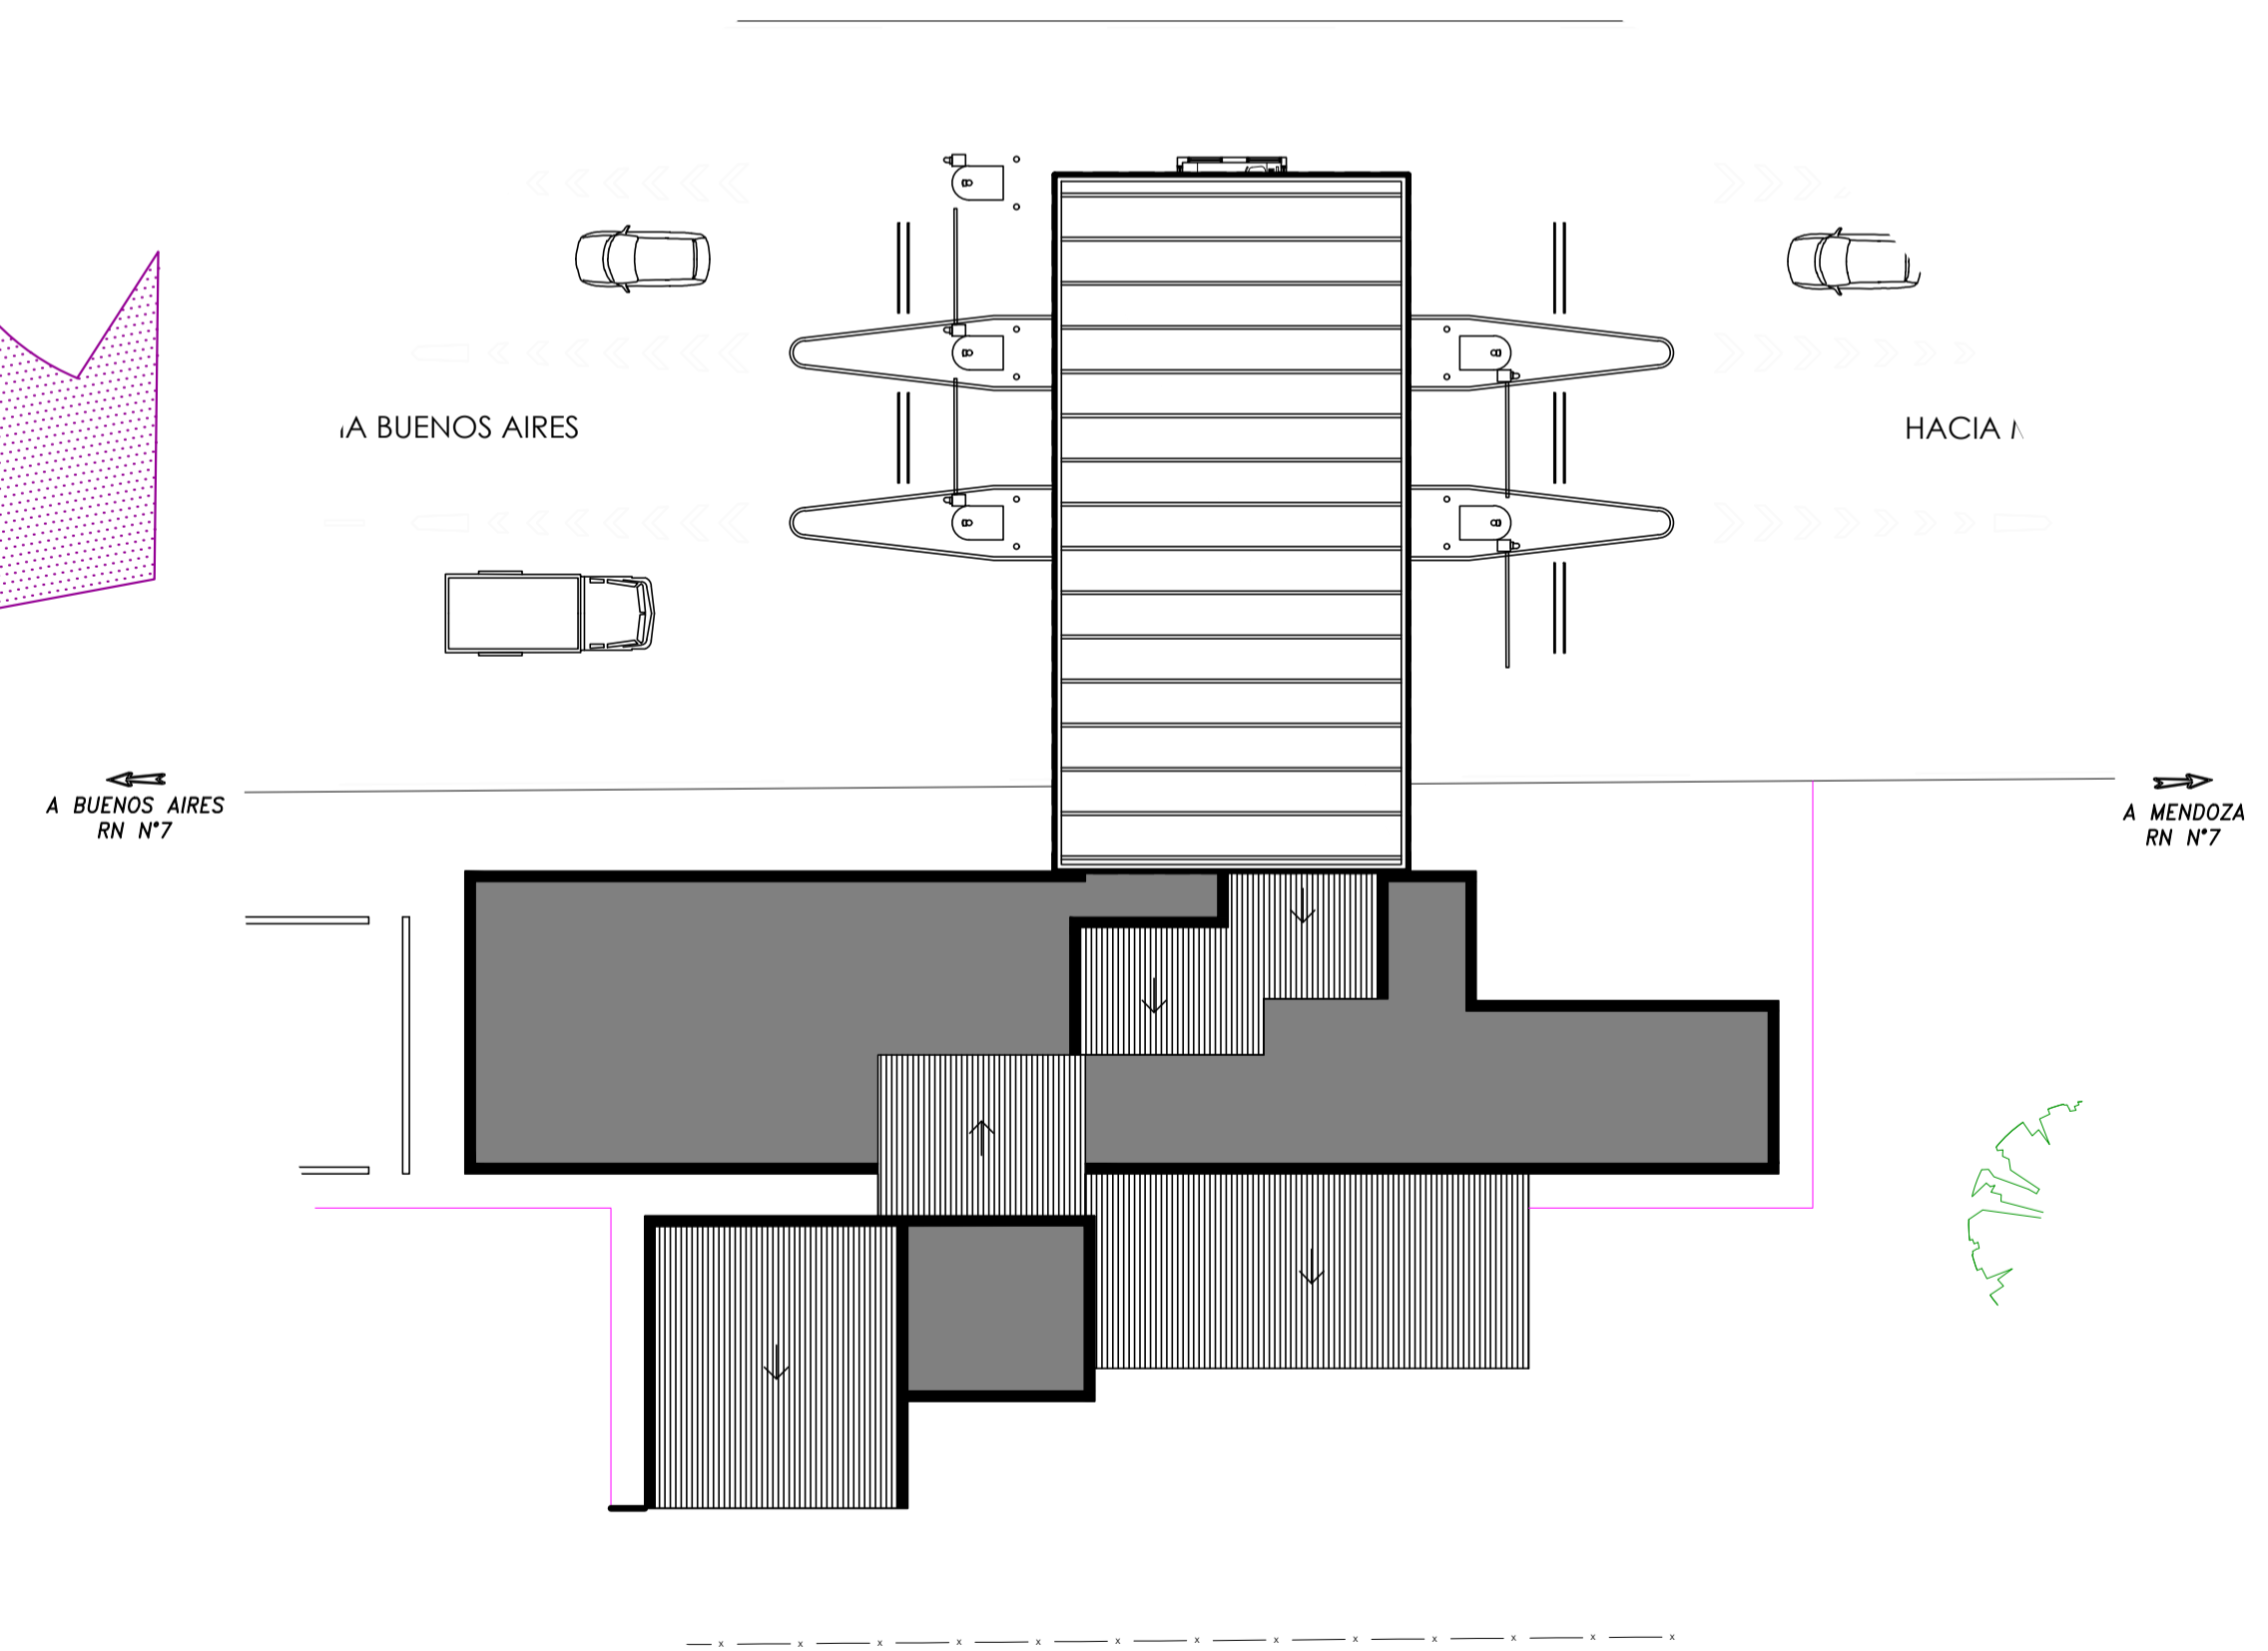 A BUENOS AIRES
HACIA
A BUENOS AIRES
RN N°7
A MENDOZA
RN N°7
x x x x x x x x x x x x x